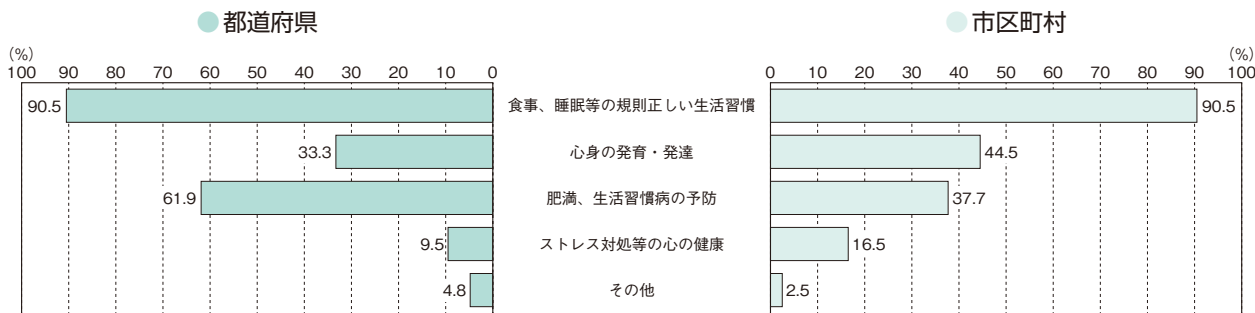 都道府県 市区町村
(%) (%)
100 90 80 70 60 50 40 30 20 10 0 0 10 20 30 40 50 60 70 80 90 100
90.5 食事、睡眠等の規則正しい生活習慣 90.5
33.3 心身の発育・発達 44.5
61.9 肥満、生活習慣病の予防 37.7
9.5 ストレス対処等の心の健康 16.5
4.8 その他 2.5